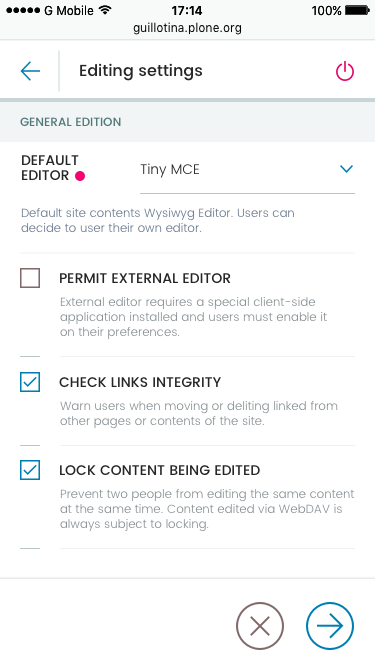 G Mobile 17:14 100%
guillotina.plone.org
Editing settings
GENERAL EDITION
DEFAULT
EDITOR
Tiny MCE
Default site contents Wysiwyg Editor. Users can
decide to user their own editor.
PERMIT EXTERNAL EDITOR
External editor requires a special client-side
application installed and users must enable it
on their preferences.
CHECK LINKS INTEGRITY
Warn users when moving or deliting linked from
other pages or contents of the site.
LOCK CONTENT BEING EDITED
Prevent two people from editing the same content
at the same time. Content edited via WebDAV is
always subject to locking.